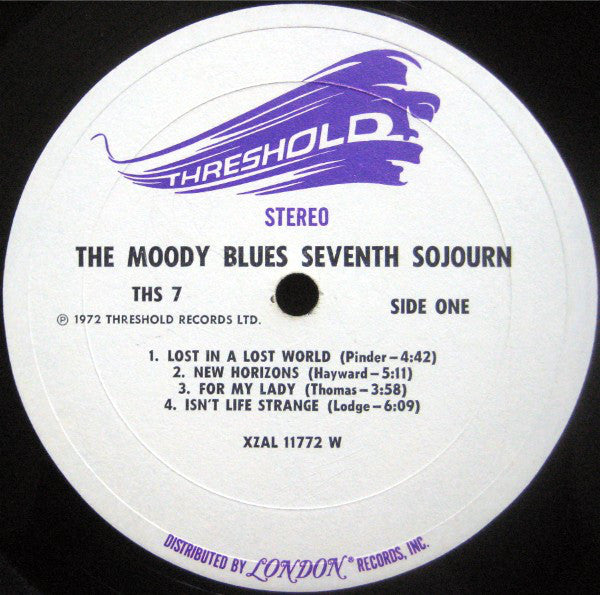 THRESHOLD
STEREO
THE MOODY BLUES SEVENTH SOJOURN
THS 7
SIDE ONE
℗ 1972 THRESHOLD RECORDS LTD.
1. LOST IN A LOST WORLD (Pinder–4:42)
2. NEW HORIZONS (Hayward–5:11)
3. FOR MY LADY (Thomas–3:58)
4. ISN'T LIFE STRANGE (Lodge–6:09)
XZAL 11772 W
DISTRIBUTED BY LONDON® RECORDS, INC.